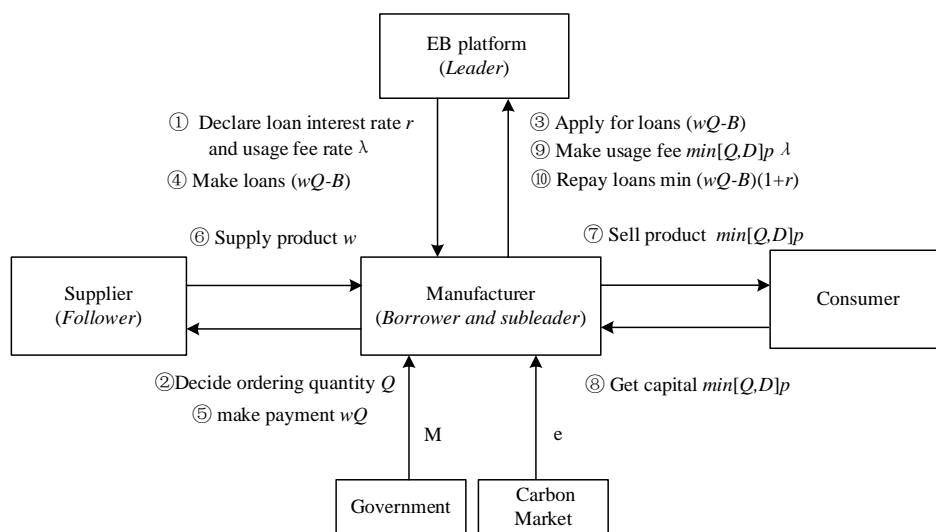 EB platform
(Leader)
① Declare loan interest rate r
and usage fee rate λ
④ Make loans (wQ-B)
③ Apply for loans (wQ-B)
⑨ Make usage fee min[Q,D]p λ
⑩ Repay loans min (wQ-B)(1+r)
⑥ Supply product w
⑦ Sell product min[Q,D]p
Supplier
(Follower)
Manufacturer
(Borrower and subleader)
Consumer
②Decide ordering quantity Q
⑤ make payment wQ
⑧ Get capital min[Q,D]p
M
e
Government
Carbon
Market